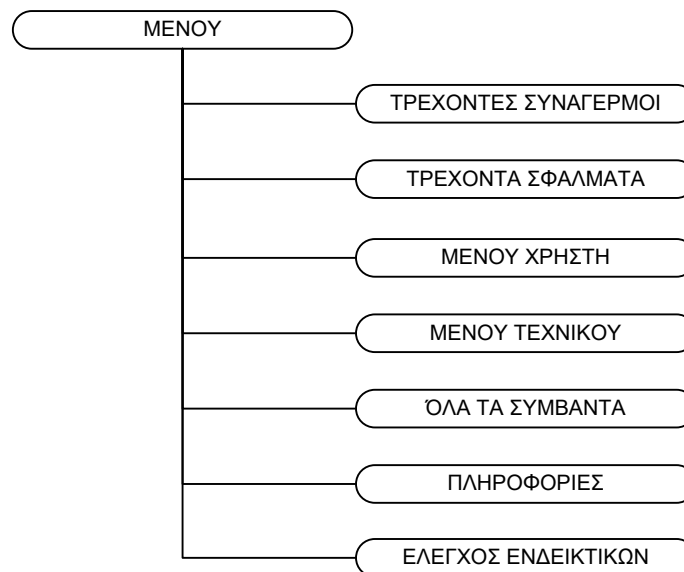 ΜΕΝΟΥ
ΤΡΕΧΟΝΤΕΣ ΣΥΝΑΓΕΡΜΟΙ
ΤΡΕΧΟΝΤΑ ΣΦΑΛΜΑΤΑ
ΜΕΝΟΥ ΧΡΗΣΤΗ
ΜΕΝΟΥ ΤΕΧΝΙΚΟΥ
ΌΛΑ ΤΑ ΣΥΜΒΑΝΤΑ
ΠΛΗΡΟΦΟΡΙΕΣ
ΕΛΕΓΧΟΣ ΕΝΔΕΙΚΤΙΚΩΝ